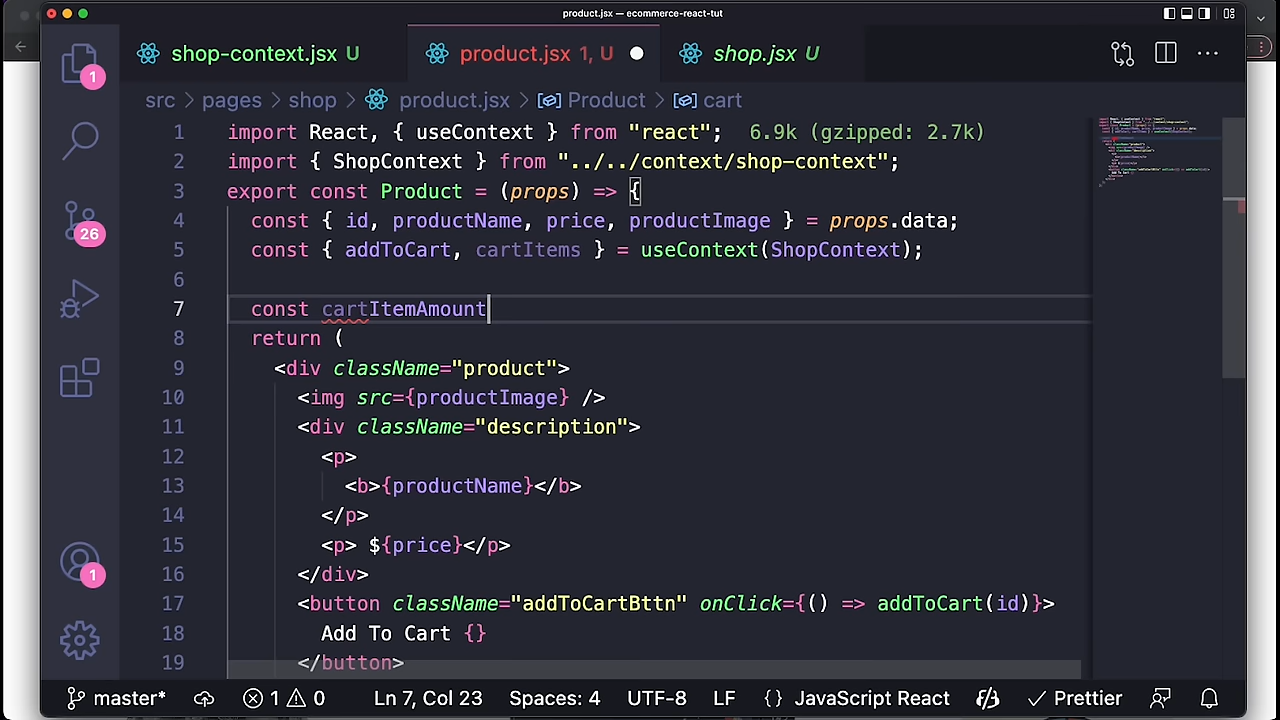 product.jsx — ecommerce-react-tut
shop-context.jsx U
product.jsx 1, U
shop.jsx U
src > pages > shop > product.jsx > Product > cart
1 import React, { useContext } from "react"; 6.9k (gzipped: 2.7k)
2 import { ShopContext } from "../../context/shop-context";
3 export const Product = (props) => {
4 const { id, productName, price, productImage } = props.data;
5 const { addToCart, cartItems } = useContext(ShopContext);
6
7 const cartItemAmount
8 return (
9 <div className="product">
10 <img src={productImage} />
11 <div className="description">
12 <p>
13 <b>{productName}</b>
14 </p>
15 <p> ${price}</p>
16 </div>
17 <button className="addToCartBttn" onClick={() => addToCart(id)}>
18 Add To Cart {}
19 </button>
1
26
1
master* 1 0 Ln 7, Col 23 Spaces: 4 UTF-8 LF {} JavaScript React Prettier